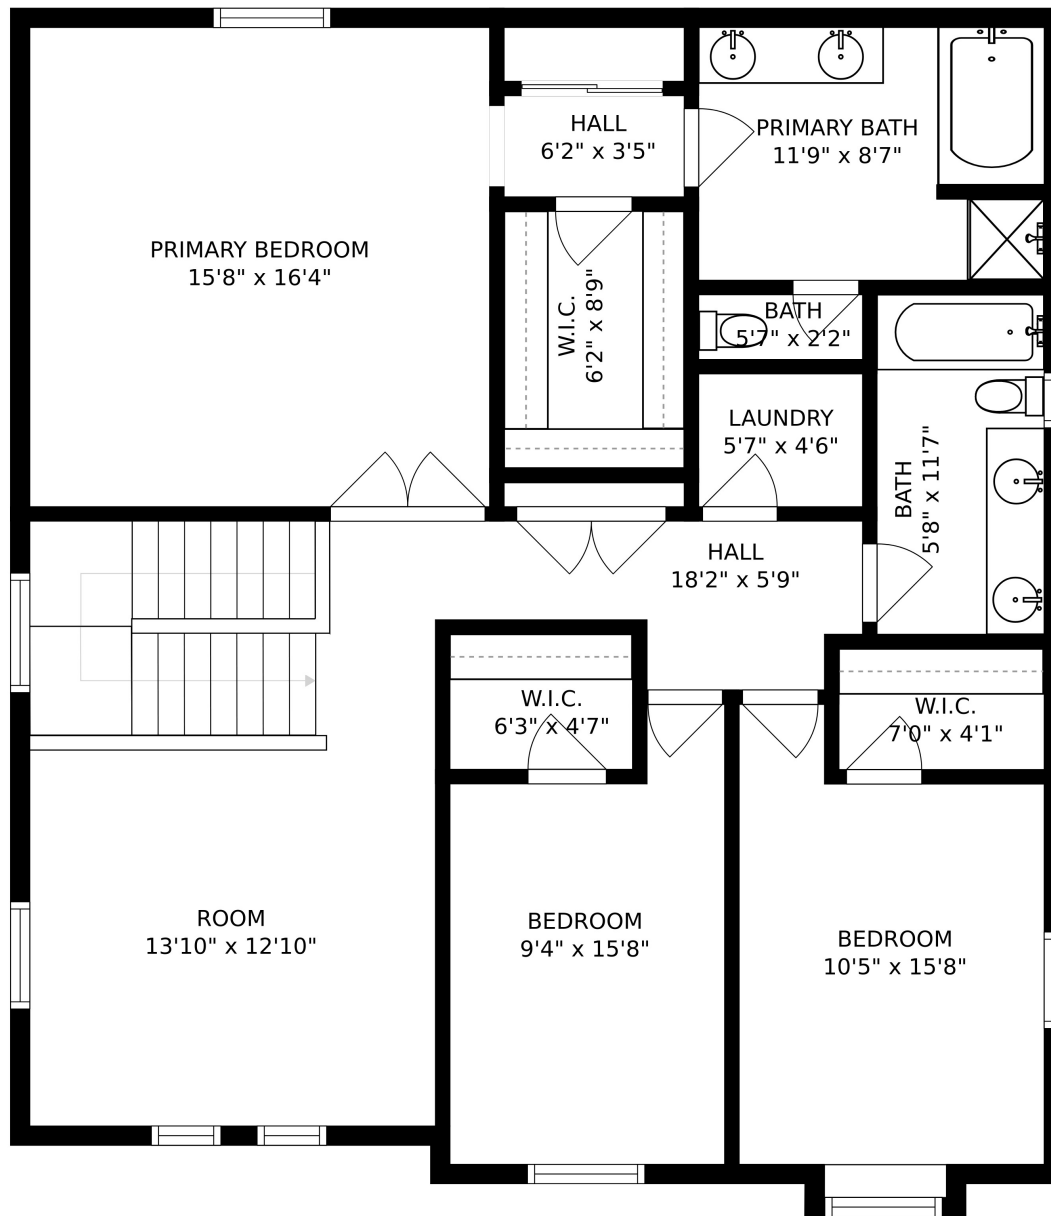 HALL
6'2" x 3'5"
PRIMARY BATH
11'9" x 8'7"
PRIMARY BEDROOM
15'8" x 16'4"
W.I.C.
6'2" x 8'9"
BATH
5'7" x 2'2"
LAUNDRY
5'7" x 4'6"
BATH
5'8" x 11'7"
HALL
18'2" x 5'9"
W.I.C.
6'3" x 4'7"
W.I.C.
7'0" x 4'1"
ROOM
13'10" x 12'10"
BEDROOM
9'4" x 15'8"
BEDROOM
10'5" x 15'8"